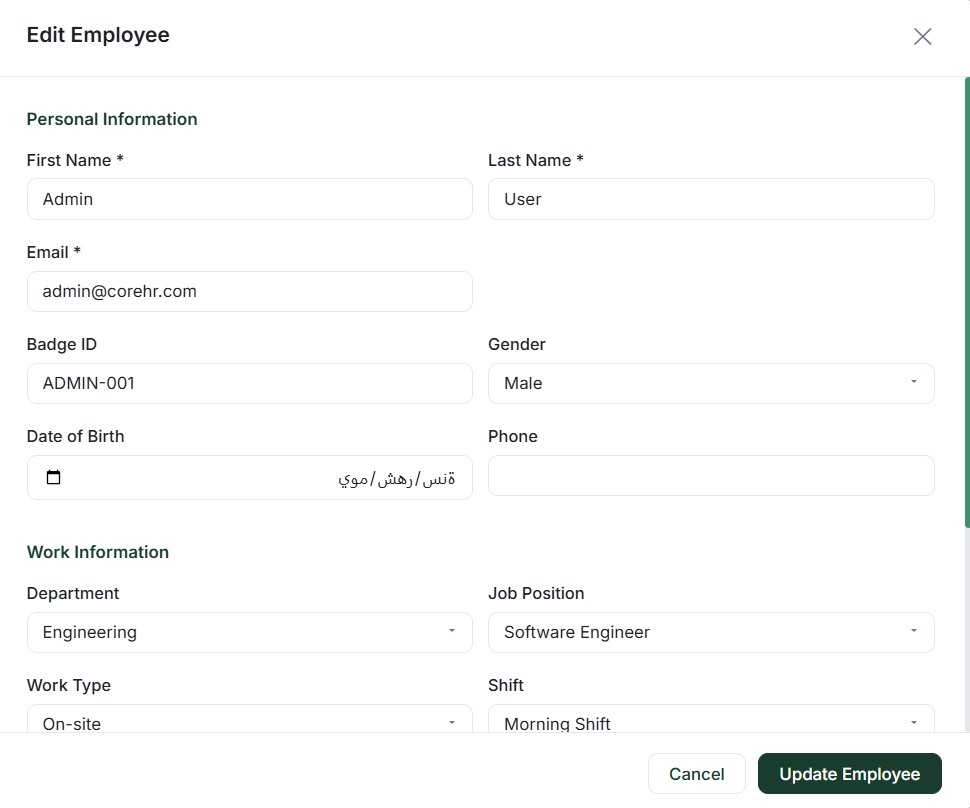 Edit Employee
Personal Information
First Name *
Last Name *
Admin
User
Email *
admin@corehr.com
Badge ID
Gender
ADMIN-001
Male
Date of Birth
Phone
ةنس/رهش/موي
Work Information
Department
Job Position
Engineering
Software Engineer
Work Type
Shift
On-site
Morning Shift
Cancel
Update Employee